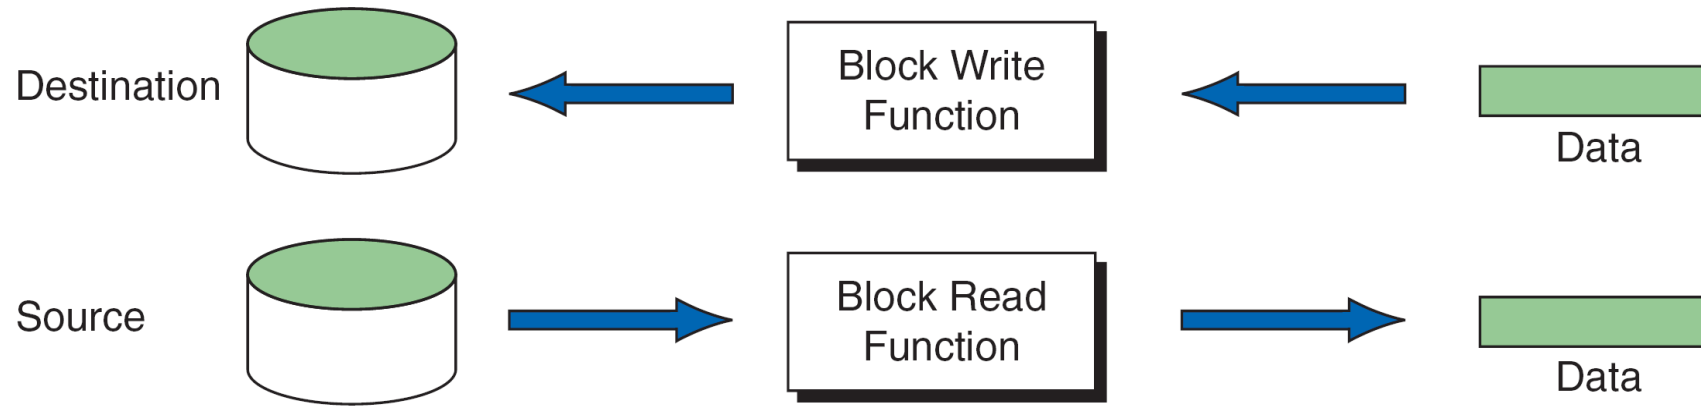 Destination
Block Write
Function
Data
Source
Block Read
Function
Data